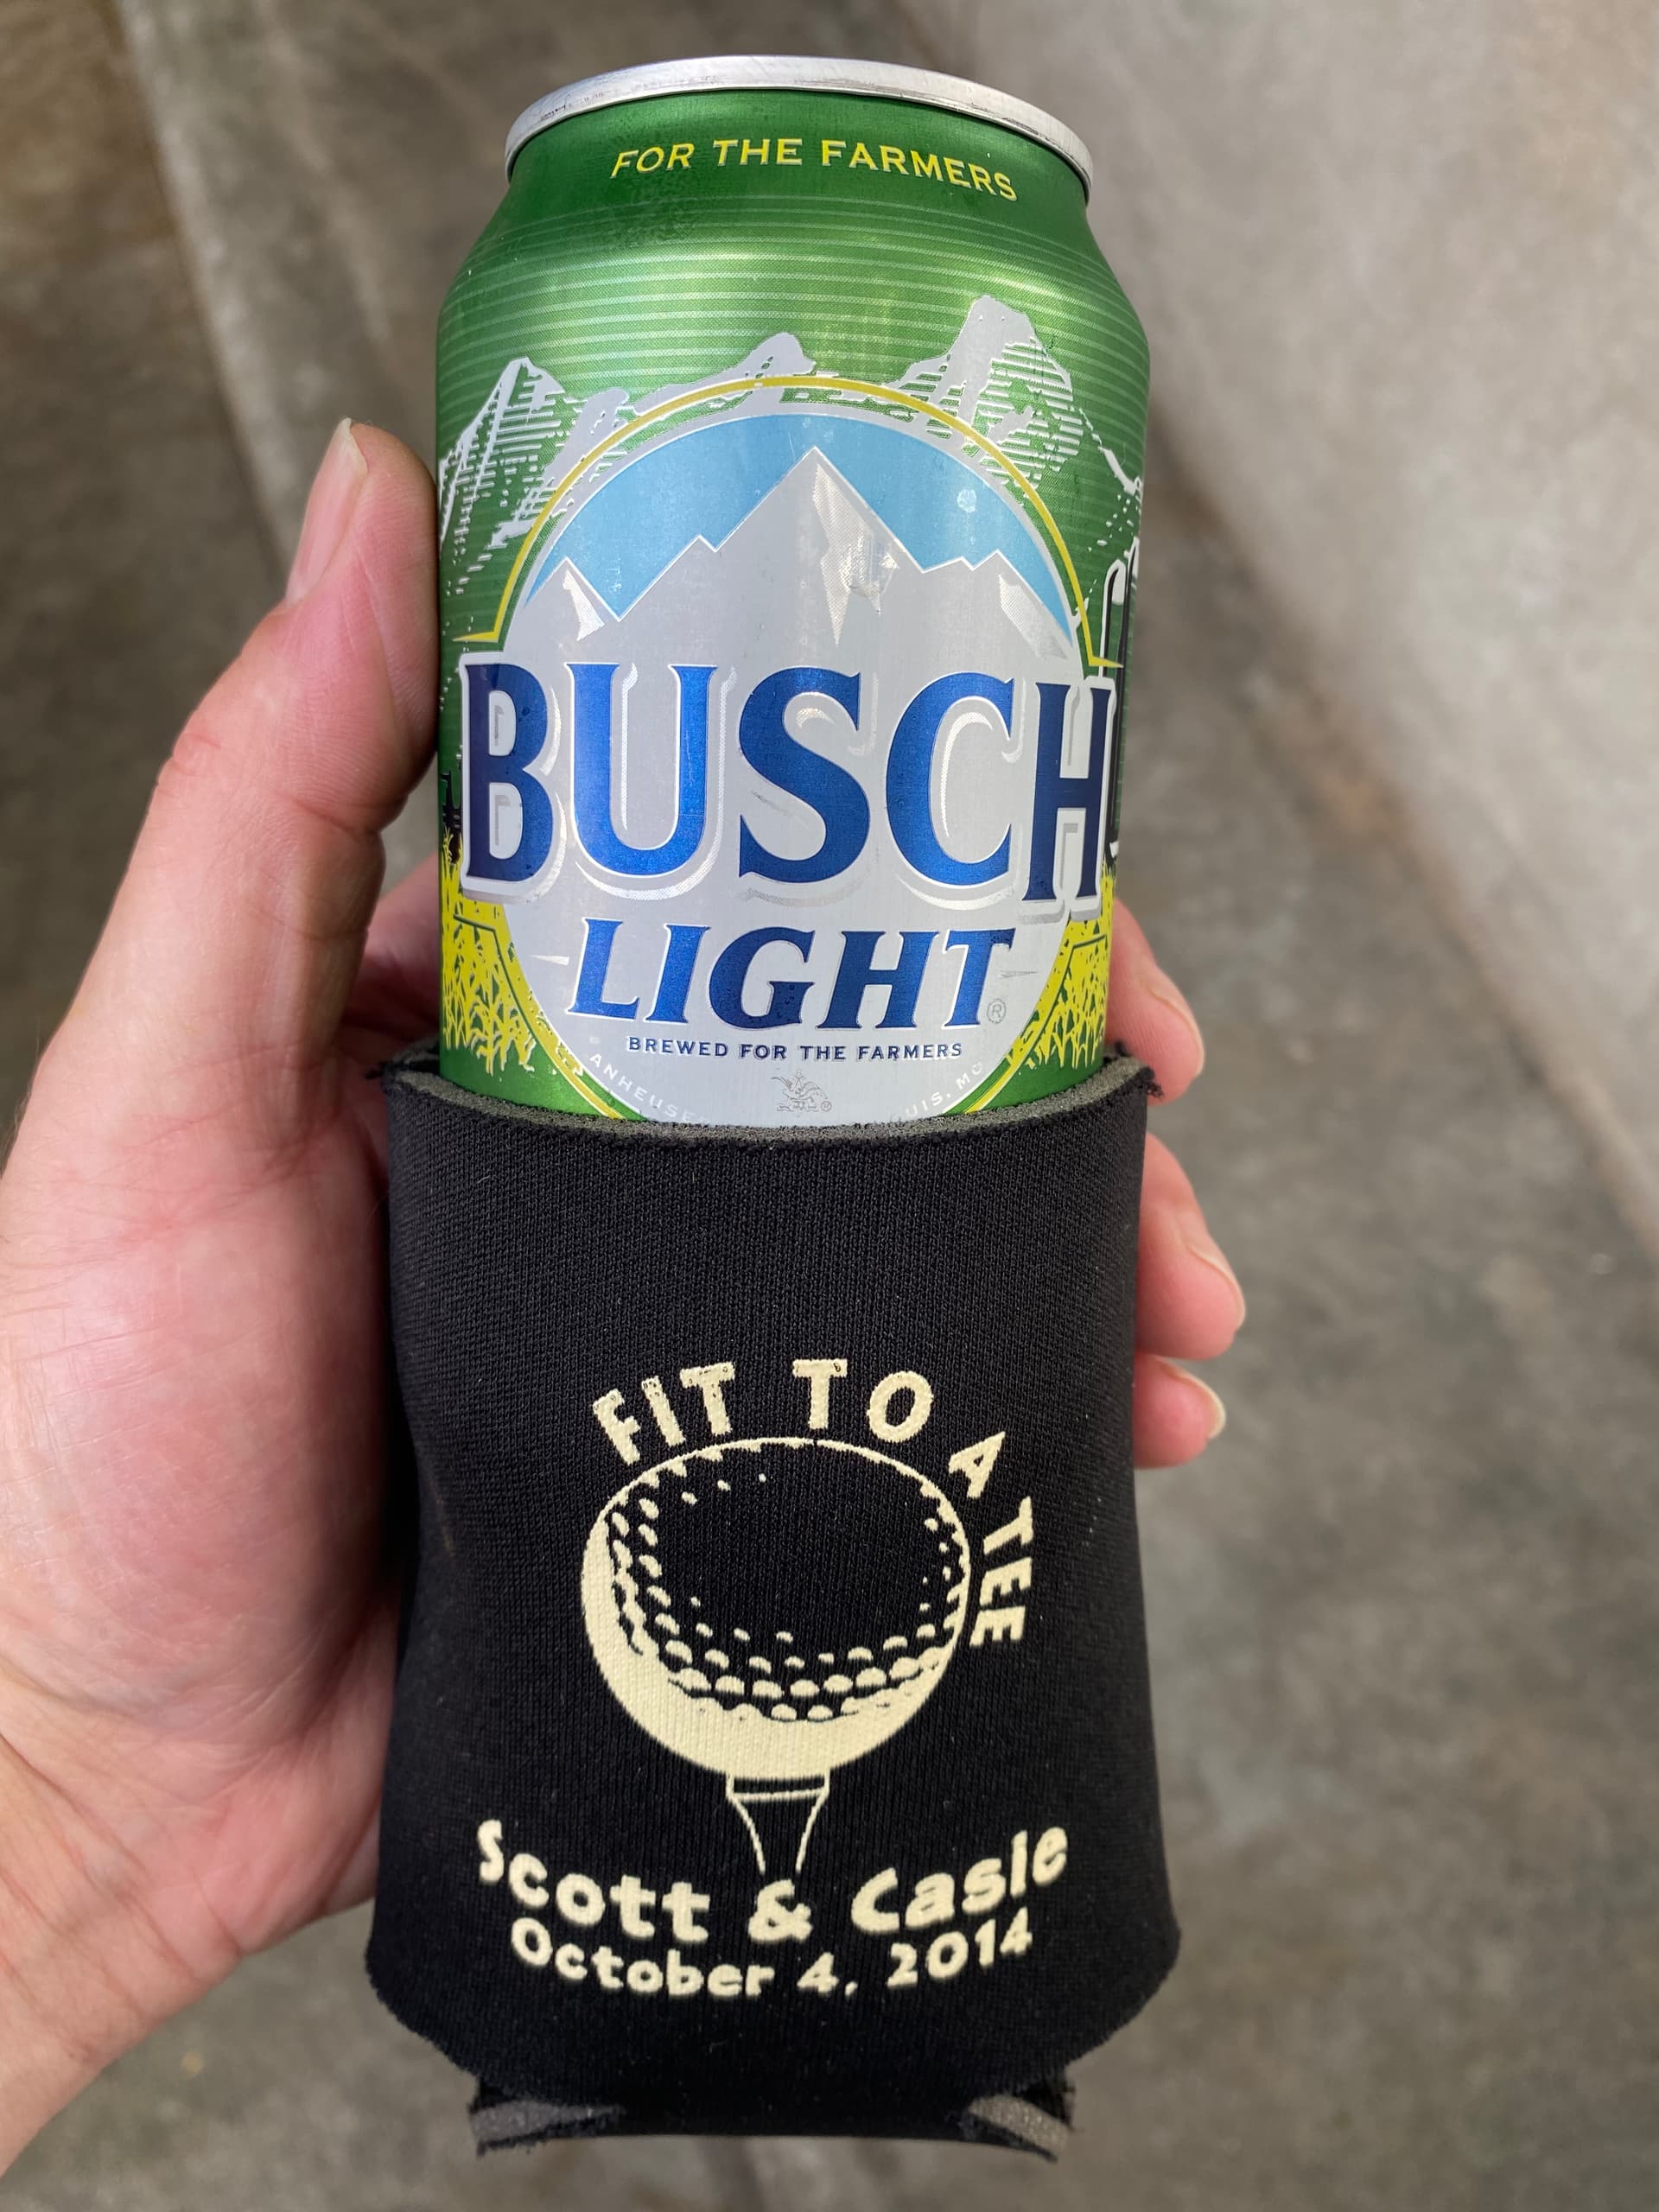 FOR THE FARMERS
BUSCH
LIGHT
®
BREWED FOR THE FARMERS
®
FIT TO A TEE
Scott & Casie
October 4, 2014